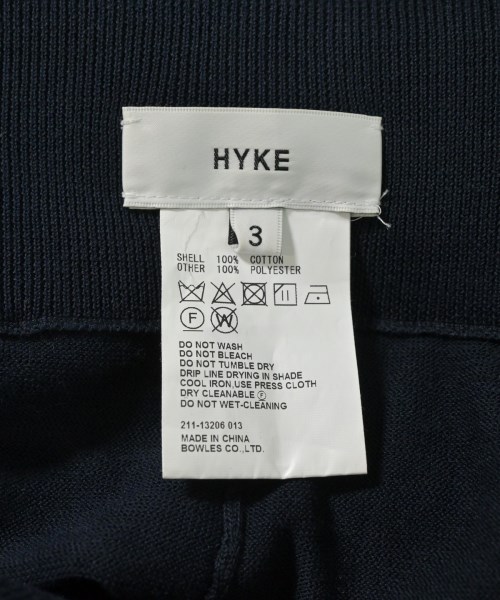 HYKE
3
SHELL 100% COTTON
OTHER 100% POLYESTER
F W
DO NOT WASH
DO NOT BLEACH
DO NOT TUMBLE DRY
DRIP LINE DRYING IN SHADE
COOL IRON,USE PRESS CLOTH
DRY CLEANABLE Ⓕ
DO NOT WET-CLEANING
211-13206 013
MADE IN CHINA
BOWLES CO.,LTD.